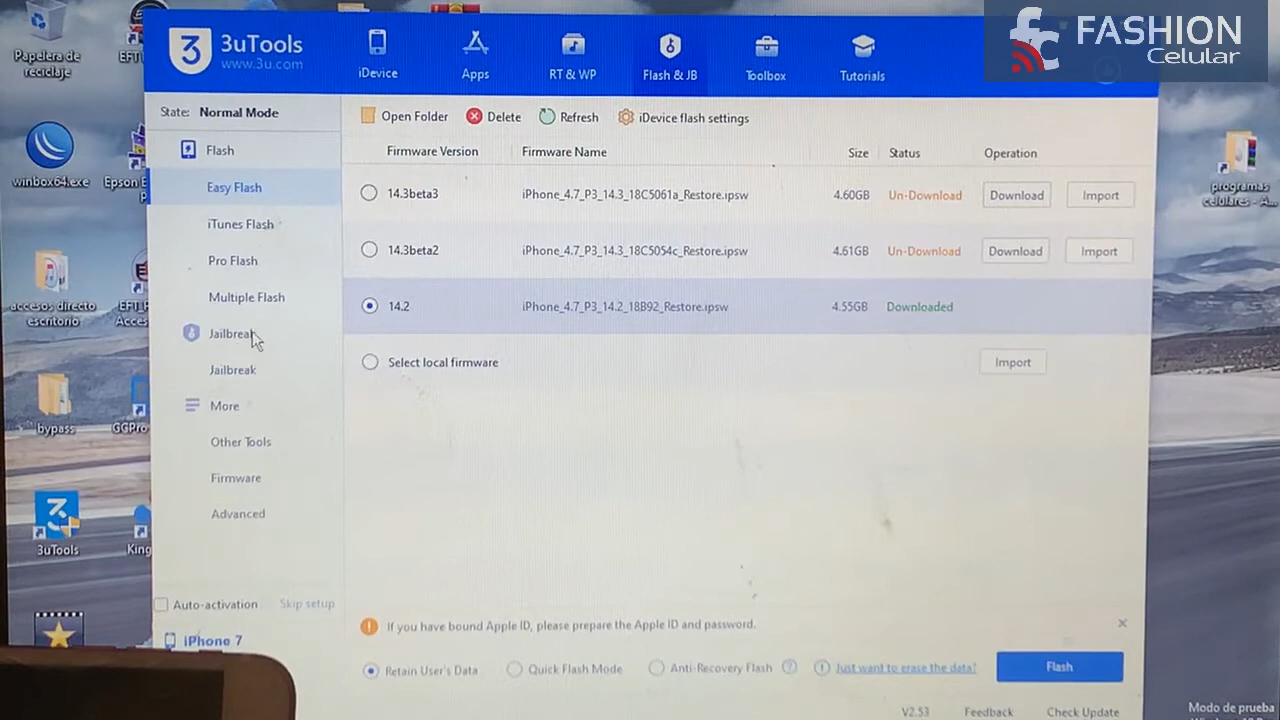 Papelera de
reciclaje
winbox64.exe
Epson E
accesos directo
escritorio
bypass
GGPro
3uTools
King
3uTools
www.3u.com
iDevice
Apps
RT & WP
Flash & JB
Toolbox
Tutorials
FC FASHION
Celular
programas
celulares - A...
State: Normal Mode
Flash
Easy Flash
iTunes Flash
Pro Flash
Multiple Flash
Jailbreak
Jailbreak
More
Other Tools
Firmware
Advanced
Auto-activation Skip setup
iPhone 7
Open Folder Delete Refresh iDevice flash settings
Firmware Version Firmware Name Size Status Operation
14.3beta3 iPhone_4.7_P3_14.3_18C5061a_Restore.ipsw 4.60GB Un-Download Download Import
14.3beta2 iPhone_4.7_P3_14.3_18C5054c_Restore.ipsw 4.61GB Un-Download Download Import
14.2 iPhone_4.7_P3_14.2_18B92_Restore.ipsw 4.55GB Downloaded
Select local firmware Import
If you have bound Apple ID, please prepare the Apple ID and password.
Retain User's Data Quick Flash Mode Anti-Recovery Flash Just want to erase the data? Flash
V2.53 Feedback Check Update
Modo de prueba